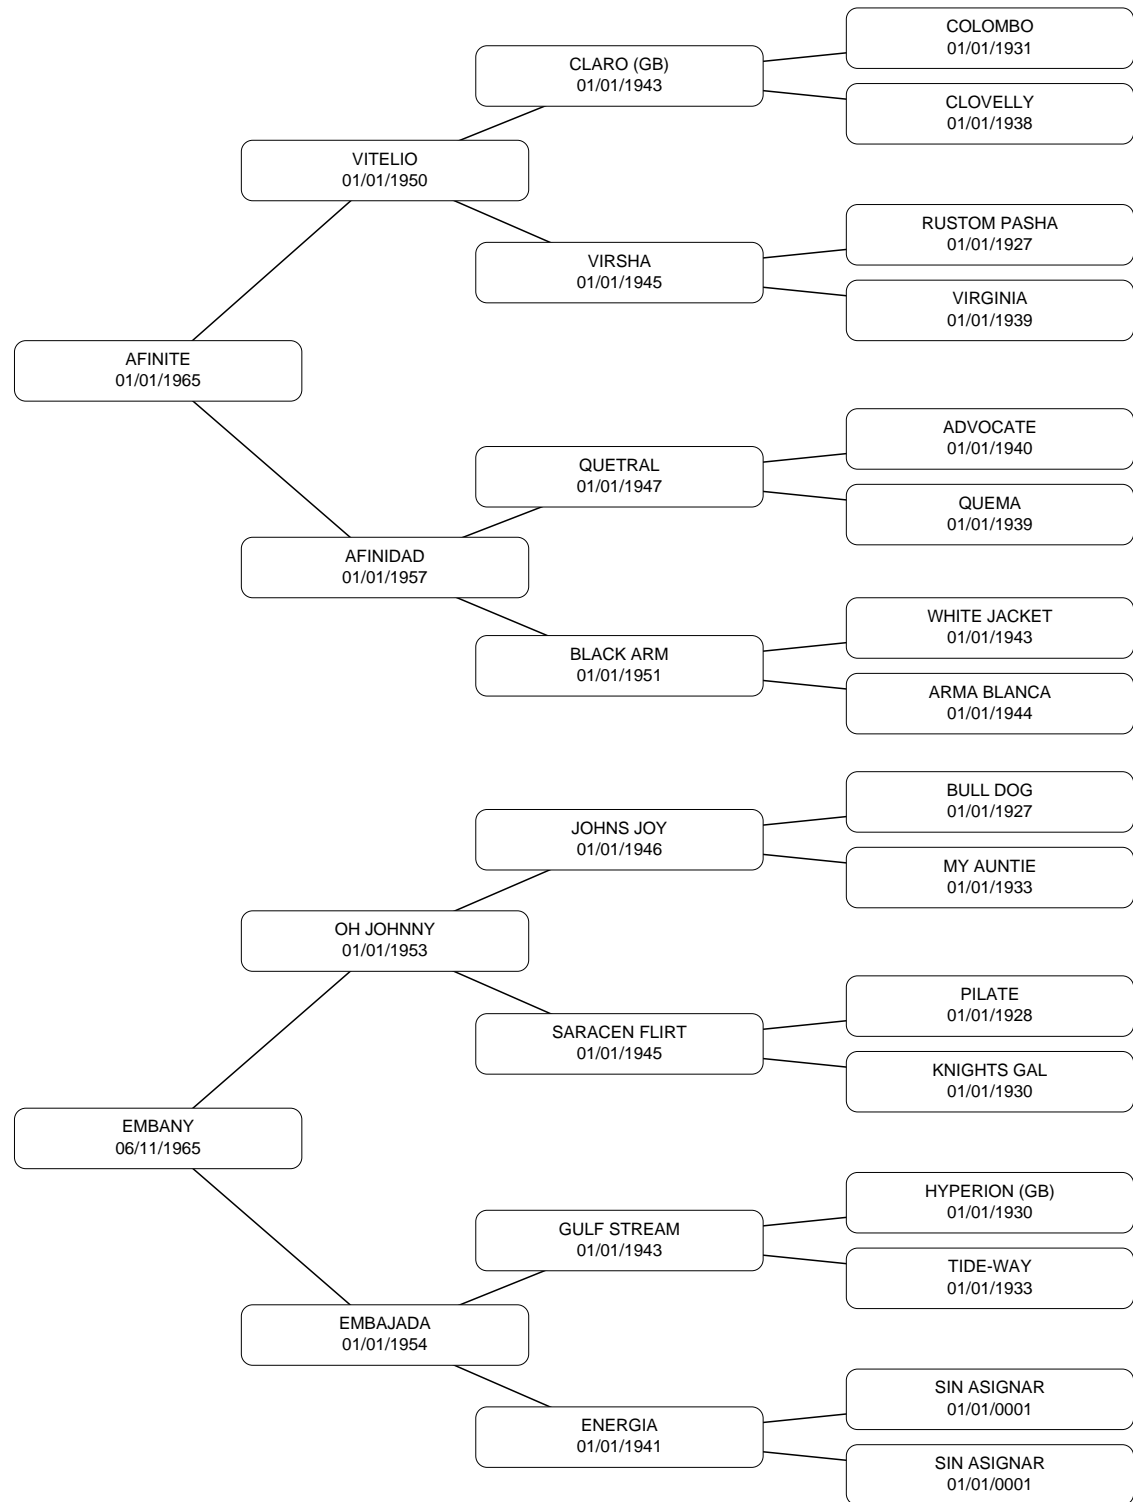 COLOMBO
01/01/1931
CLARO (GB)
01/01/1943
CLOVELLY
01/01/1938
VITELIO
01/01/1950
RUSTOM PASHA
01/01/1927
VIRSHA
01/01/1945
VIRGINIA
01/01/1939
AFINITE
01/01/1965
ADVOCATE
01/01/1940
QUETRAL
01/01/1947
QUEMA
01/01/1939
AFINIDAD
01/01/1957
WHITE JACKET
01/01/1943
BLACK ARM
01/01/1951
ARMA BLANCA
01/01/1944
BULL DOG
01/01/1927
JOHNS JOY
01/01/1946
MY AUNTIE
01/01/1933
OH JOHNNY
01/01/1953
PILATE
01/01/1928
SARACEN FLIRT
01/01/1945
KNIGHTS GAL
01/01/1930
EMBANY
06/11/1965
HYPERION (GB)
01/01/1930
GULF STREAM
01/01/1943
TIDE-WAY
01/01/1933
EMBAJADA
01/01/1954
SIN ASIGNAR
01/01/0001
ENERGIA
01/01/1941
SIN ASIGNAR
01/01/0001